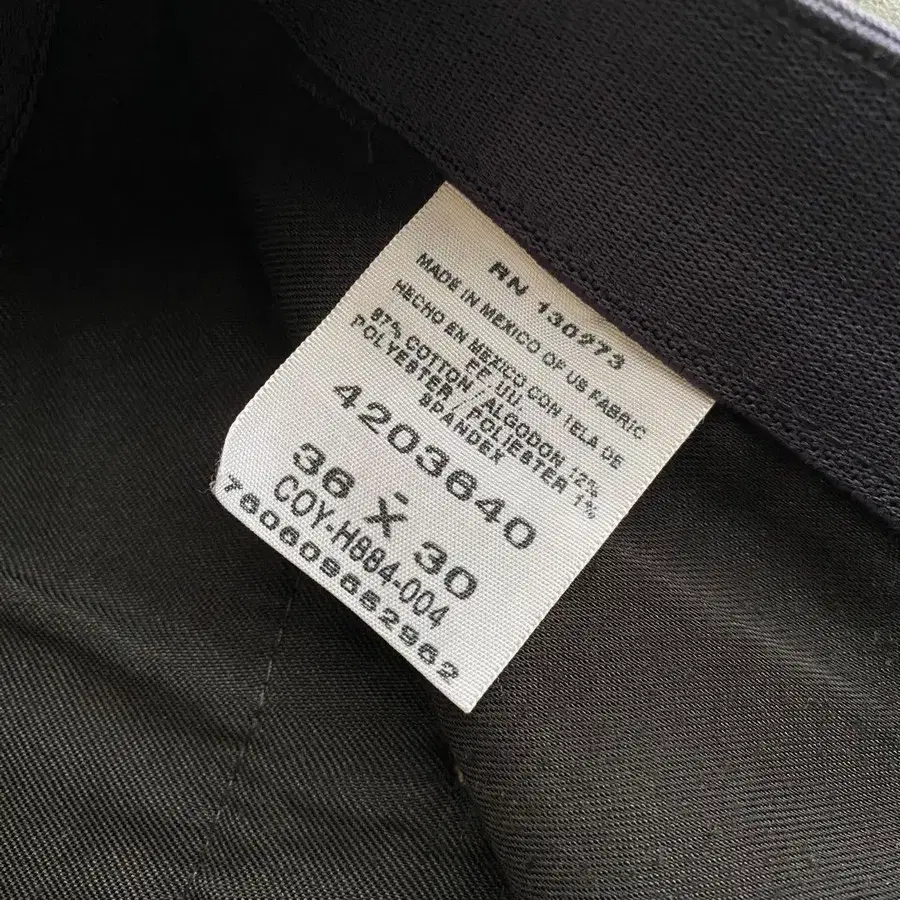 RN 130273
MADE IN MEXICO OF US FABRIC
HECHO EN MEXICO CON TELA DE
EE.UU.
87% COTTON / ALGODON 12%
POLYESTER / POLIESTER 1%
SPANDEX
4203640
36 X 30
COY-H884-004
760609652962